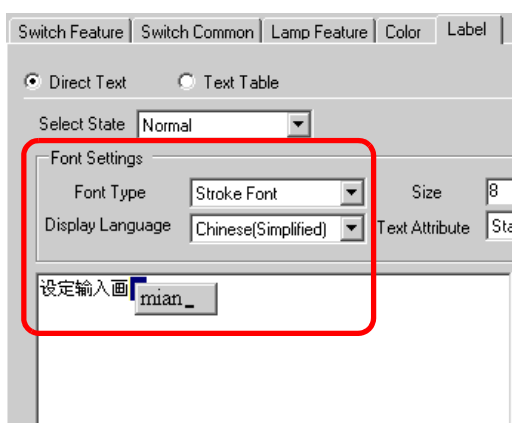 Switch Feature Switch Common Lamp Feature Color Label
Direct Text Text Table
Select State Normal
Font Settings
Font Type Stroke Font Size 8
Display Language Chinese(Simplified) Text Attribute Sta
设定输入画 mian_